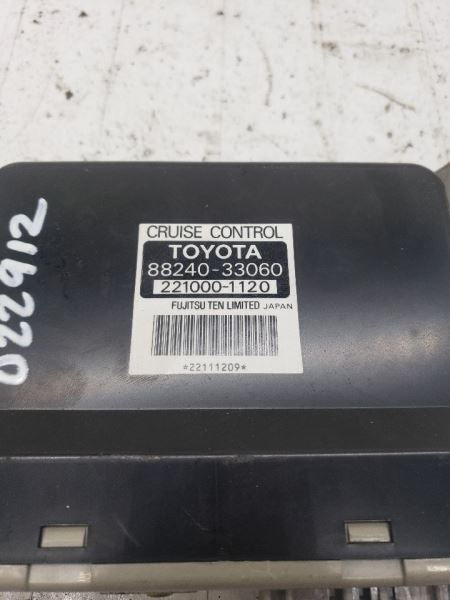 CRUISE CONTROL
TOYOTA
88240-33060
221000-1120
FUJITSU TEN LIMITED JAPAN
*22111209*
022912